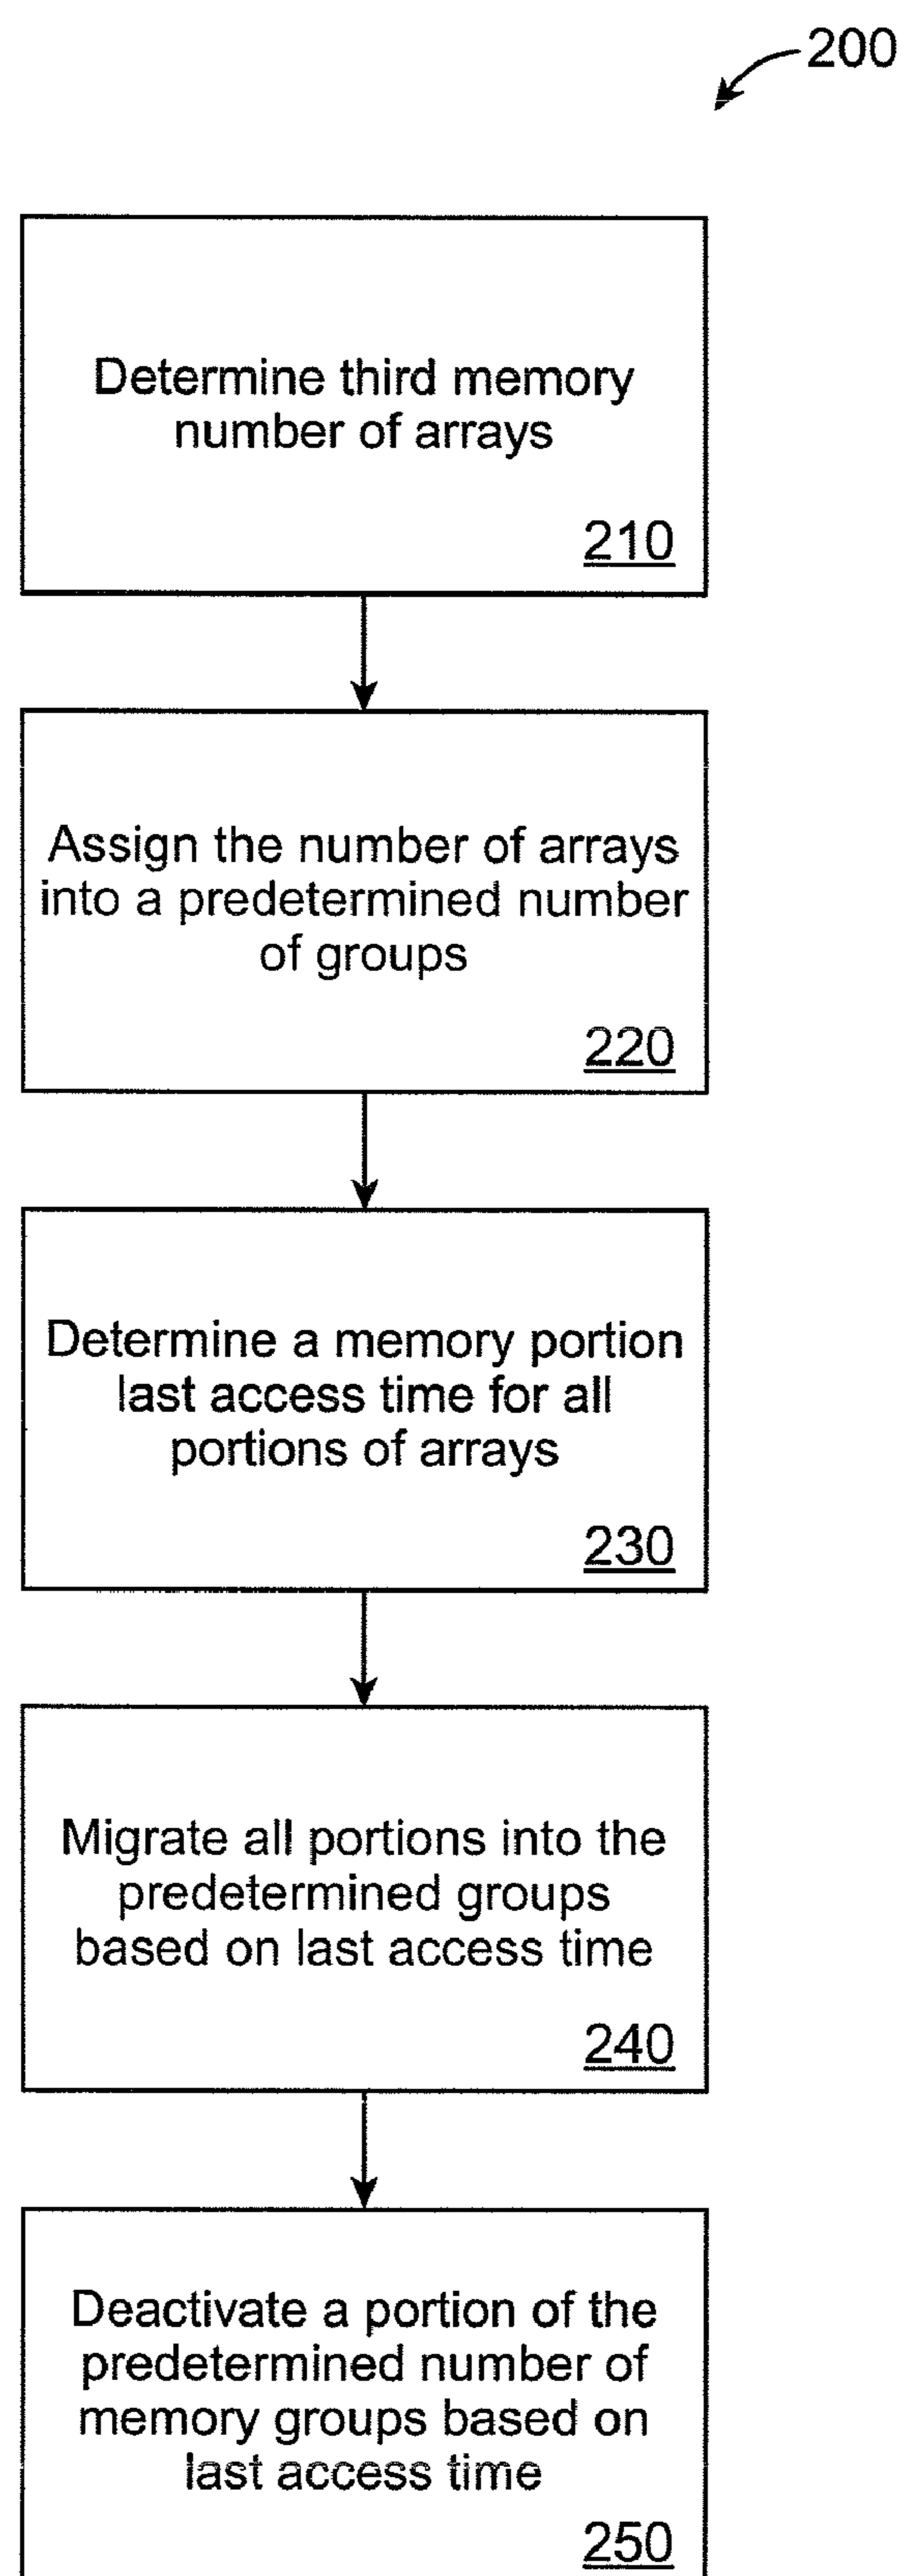 200
Determine third memory
number of arrays
210
Assign the number of arrays
into a predetermined number
of groups
220
Determine a memory portion
last access time for all
portions of arrays
230
Migrate all portions into the
predetermined groups
based on last access time
240
Deactivate a portion of the
predetermined number of
memory groups based on
last access time
250